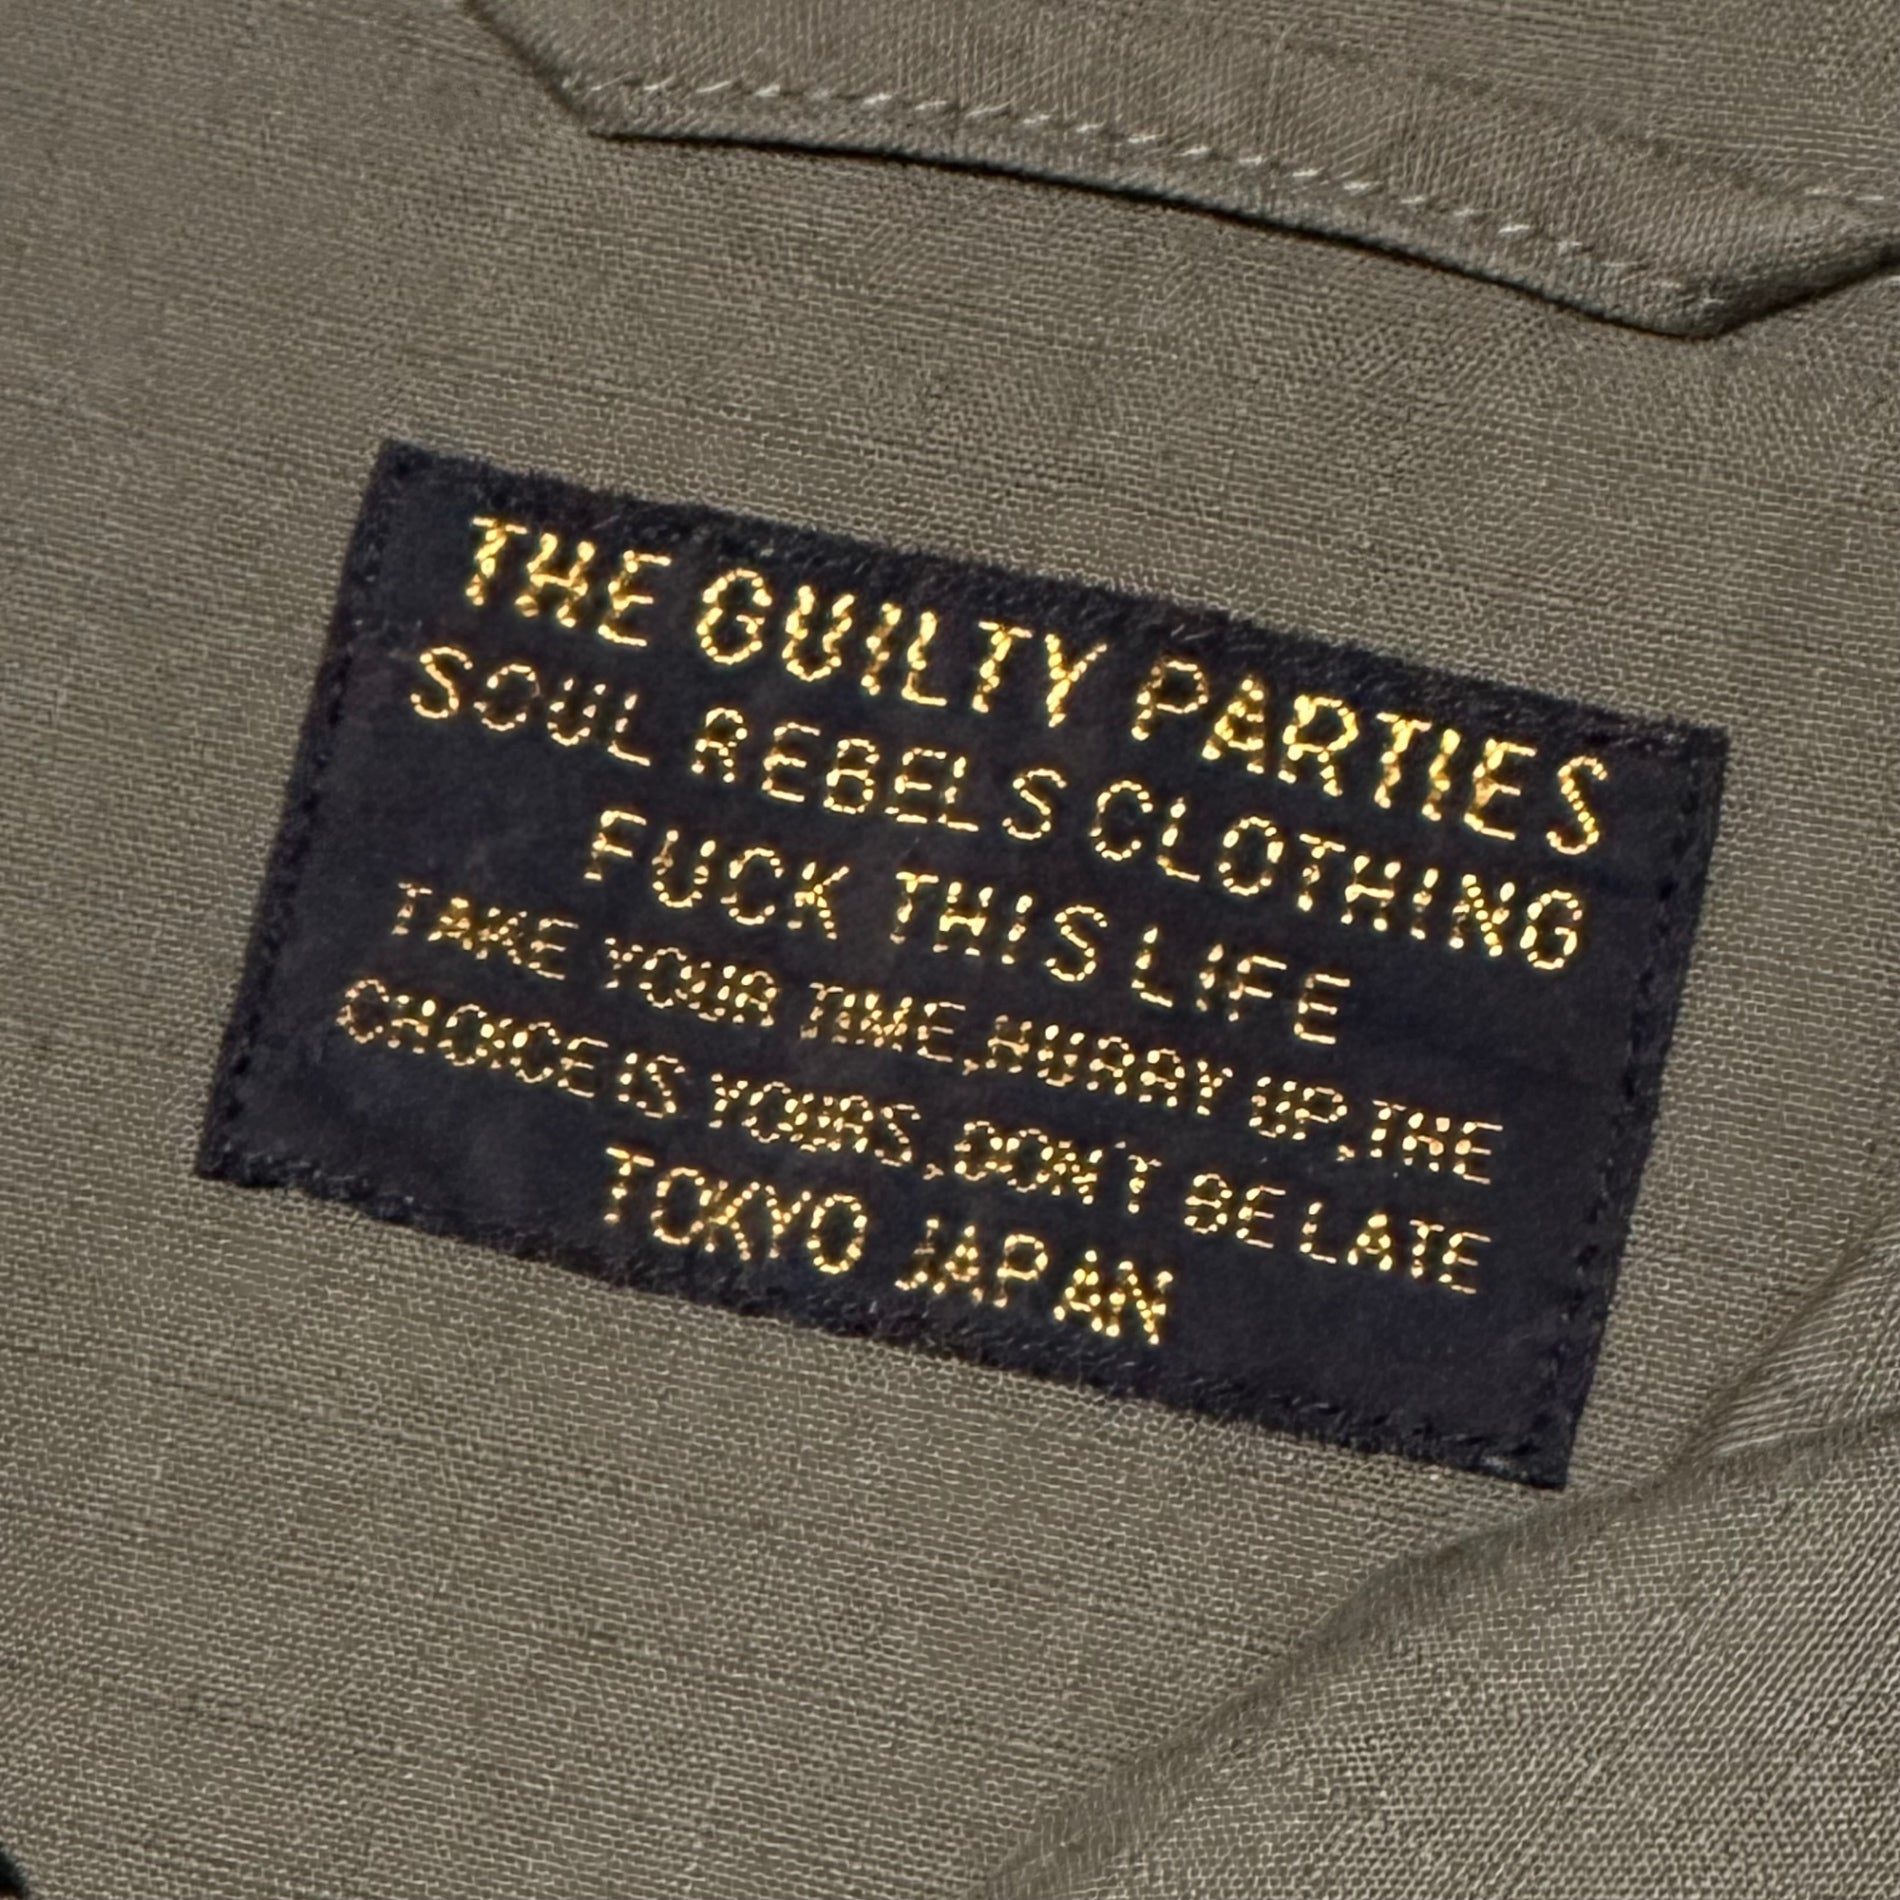 THE GUILTY PARTIES
SOUL REBELS CLOTHING
FUCK THIS LIFE
TAKE YOUR TIME,HURRY UP,THE
CHOICE IS YOURS,DON'T BE LATE
TOKYO JAPAN